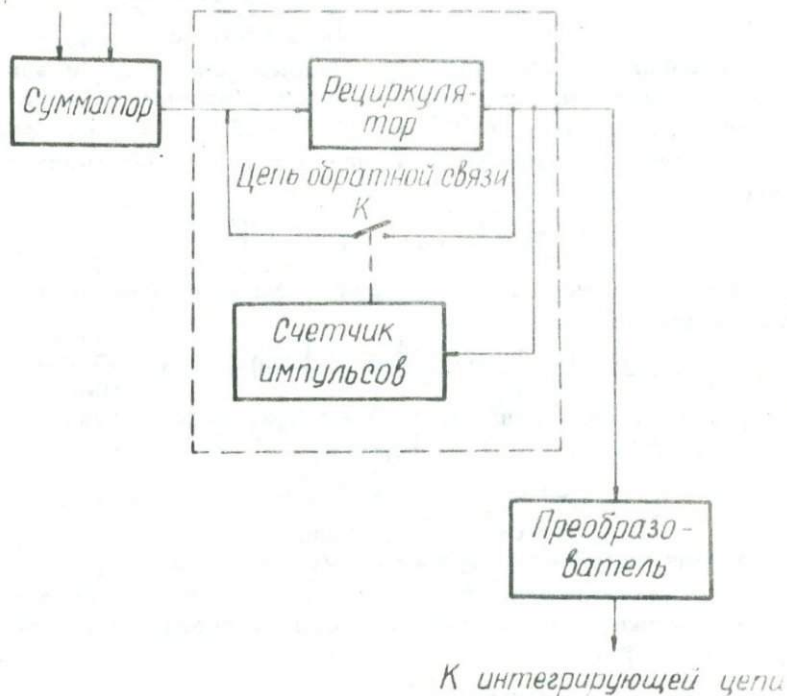 Сумматор
Рециркуля-
тор
Цепь обратной связи
К
Счетчик
импульсов
Преобразо-
ватель
К интегрирующей цепи